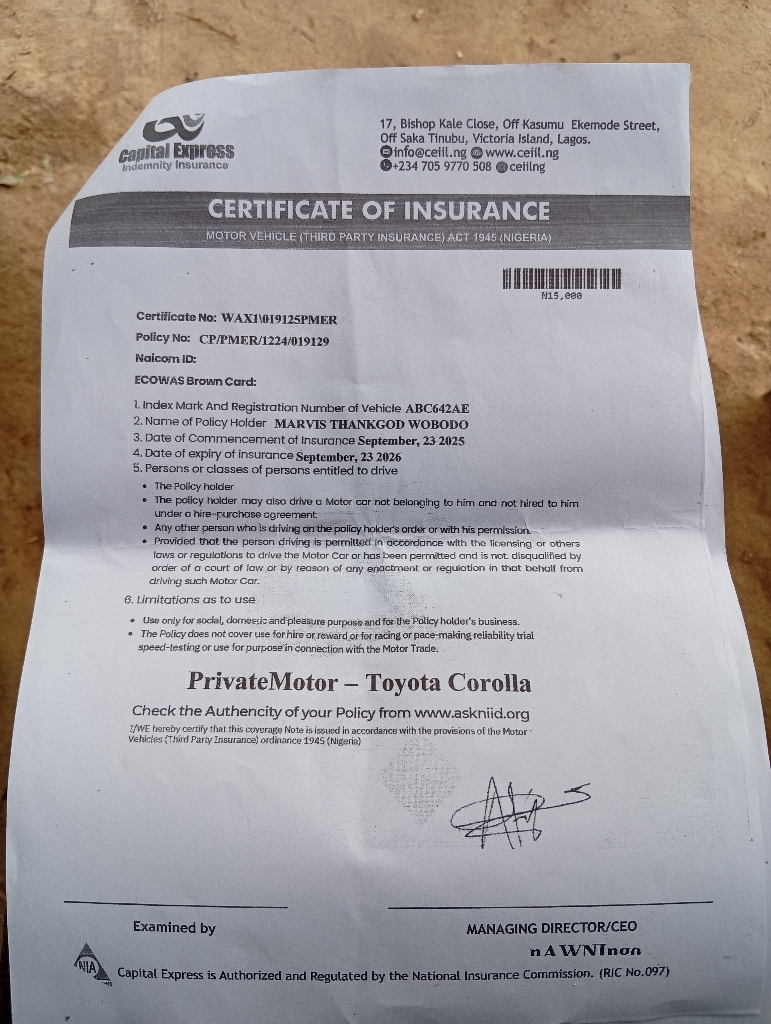 Capital Express
Indemnity Insurance
17, Bishop Kale Close, Off Kasumu Ekemode Street,
Off Saka Tinubu, Victoria Island, Lagos.
info@ceiil.ng www.ceiil.ng
+234 705 9770 508 ceiilng
CERTIFICATE OF INSURANCE
MOTOR VEHICLE (THIRD PARTY INSURANCE) ACT 1945 (NIGERIA)
₦15,000
Certificate No: WAX1\019125PMER
Policy No: CP/PMER/1224/019129
Naicom ID:
ECOWAS Brown Card:
1. Index Mark And Registration Number of Vehicle ABC642AE
2. Name of Policy Holder MARVIS THANKGOD WOBODO
3. Date of Commencement of Insurance September, 23 2025
4. Date of expiry of insurance September, 23 2026
5. Persons or classes of persons entitled to drive
• The Policy holder
• The policy holder may also drive a Motor car not belonging to him and not hired to him
under a hire-purchase agreement.
• Any other person who is driving on the policy holder's order or with his permission.
• Provided that the person driving is permitted in accordance with the licensing or others
laws or regulations to drive the Motor Car or has been permitted and is not disqualified by
order of a court of law or by reason of any enactment or regulation in that behalf from
driving such Motor Car.
6. Limitations as to use
• Use only for social, domestic and pleasure purpose and for the Policy holder's business.
• The Policy does not cover use for hire or reward or for racing or pace-making reliability trial
speed-testing or use for purpose in connection with the Motor Trade.
PrivateMotor – Toyota Corolla
Check the Authencity of your Policy from www.askniid.org
I/WE hereby certify that this coverage Note is issued in accordance with the provisions of the Motor
Vehicles (Third Party Insurance) ordinance 1945 (Nigeria)
Examined by
MANAGING DIRECTOR/CEO
NIA
Capital Express is Authorized and Regulated by the National Insurance Commission. (RIC No.097)